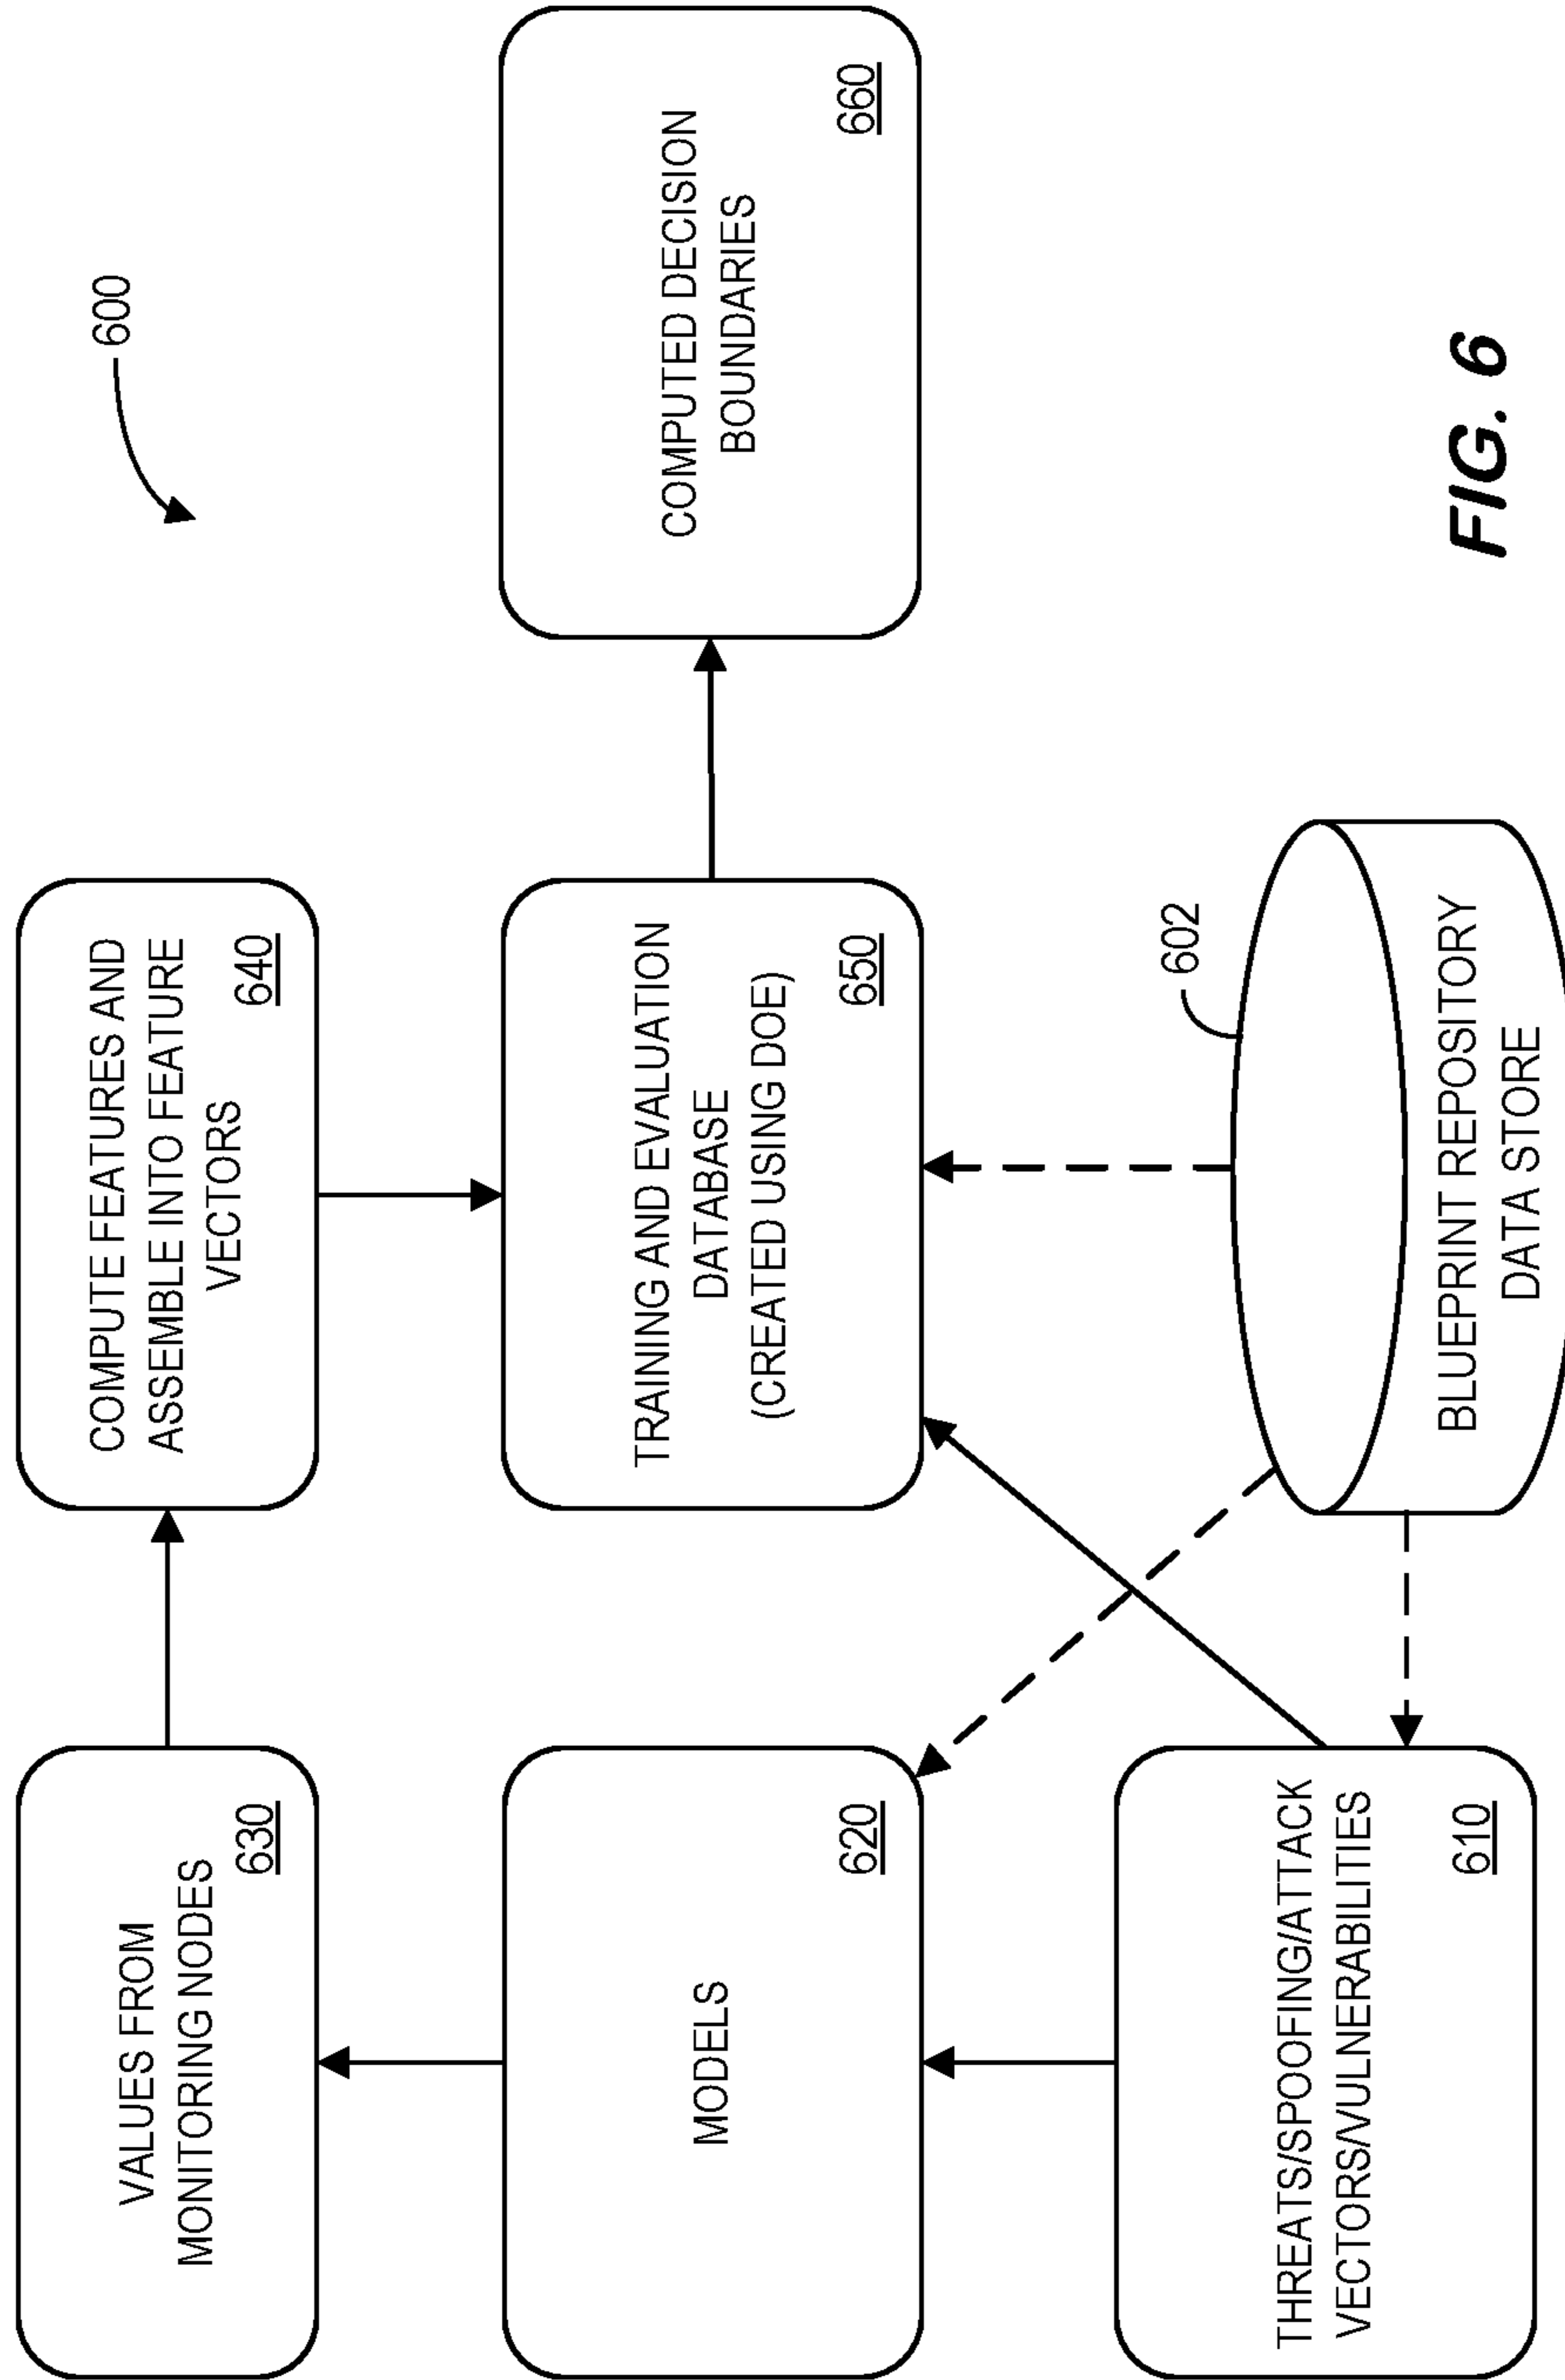 600
VALUES FROM
MONITORING NODES
630
COMPUTE FEATURES AND
ASSEMBLE INTO FEATURE
VECTORS
640
MODELS
620
TRAINING AND EVALUATION
DATABASE
(CREATED USING DOE)
650
COMPUTED DECISION
BOUNDARIES
660
THREATS/SPOOFING/ATTACK
VECTORS/VULNERABILITIES
610
602
BLUEPRINT REPOSITORY
DATA STORE
FIG. 6